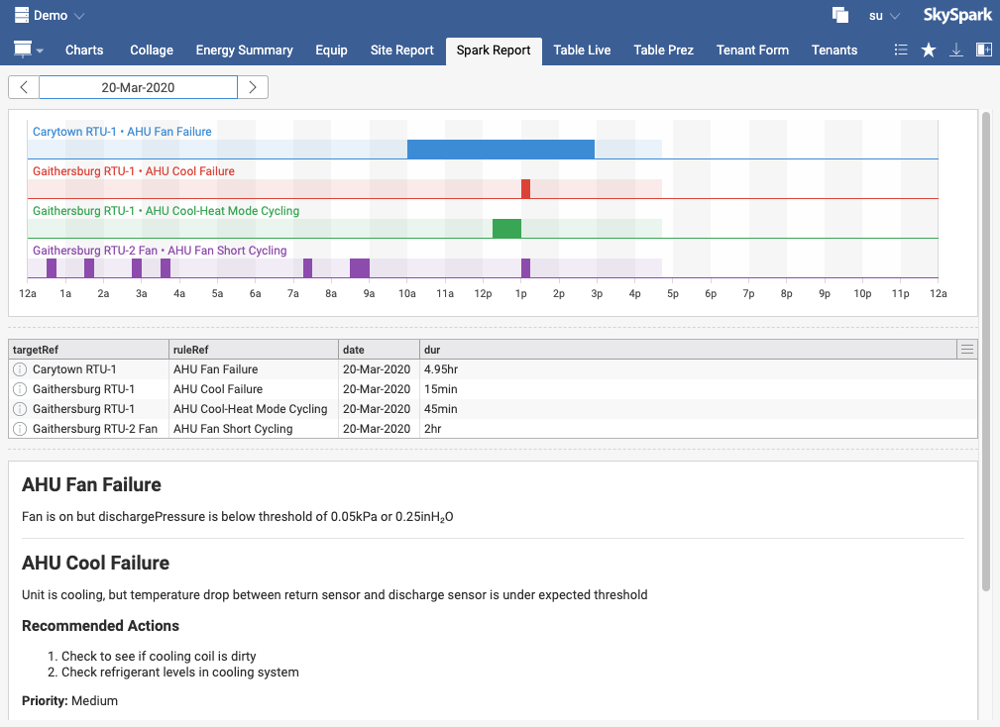 Demo su SkySpark
Charts Collage Energy Summary Equip Site Report Spark Report Table Live Table Prez Tenant Form Tenants
20-Mar-2020
Carytown RTU-1 • AHU Fan Failure
Gaithersburg RTU-1 • AHU Cool Failure
Gaithersburg RTU-1 • AHU Cool-Heat Mode Cycling
Gaithersburg RTU-2 Fan • AHU Fan Short Cycling
12a 1a 2a 3a 4a 5a 6a 7a 8a 9a 10a 11a 12p 1p 2p 3p 4p 5p 6p 7p 8p 9p 10p 11p 12a
targetRef ruleRef date dur
Carytown RTU-1 AHU Fan Failure 20-Mar-2020 4.95hr
Gaithersburg RTU-1 AHU Cool Failure 20-Mar-2020 15min
Gaithersburg RTU-1 AHU Cool-Heat Mode Cycling 20-Mar-2020 45min
Gaithersburg RTU-2 Fan AHU Fan Short Cycling 20-Mar-2020 2hr
AHU Fan Failure
Fan is on but dischargePressure is below threshold of 0.05kPa or 0.25inH₂O
AHU Cool Failure
Unit is cooling, but temperature drop between return sensor and discharge sensor is under expected threshold
Recommended Actions
1. Check to see if cooling coil is dirty
2. Check refrigerant levels in cooling system
Priority: Medium